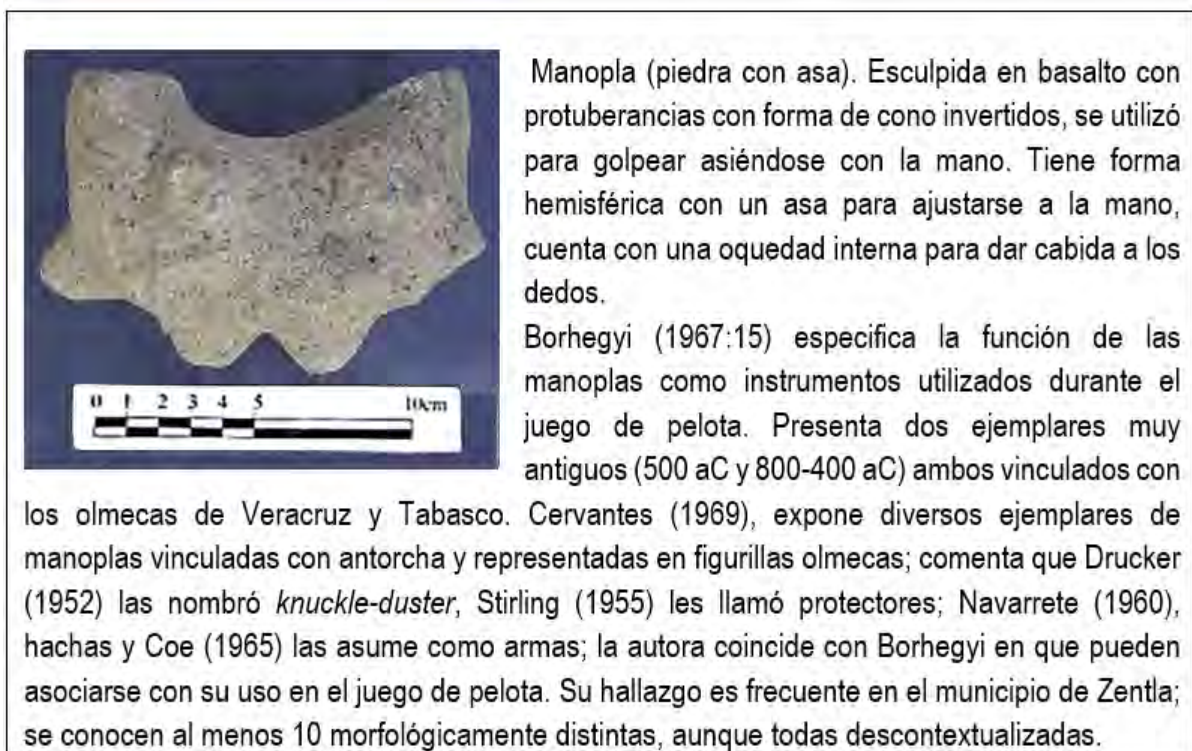 Manopla (piedra con asa). Esculpida en basalto con
protuberancias con forma de cono invertidos, se utilizó
para golpear asiéndose con la mano. Tiene forma
hemisférica con un asa para ajustarse a la mano,
cuenta con una oquedad interna para dar cabida a los
dedos.
Borhegyi (1967:15) especifica la función de las
manoplas como instrumentos utilizados durante el
juego de pelota. Presenta dos ejemplares muy
antiguos (500 aC y 800-400 aC) ambos vinculados con
los olmecas de Veracruz y Tabasco. Cervantes (1969), expone diversos ejemplares de
manoplas vinculadas con antorcha y representadas en figurillas olmecas; comenta que Drucker
(1952) las nombró knuckle-duster, Stirling (1955) les llamó protectores; Navarrete (1960),
hachas y Coe (1965) las asume como armas; la autora coincide con Borhegyi en que pueden
asociarse con su uso en el juego de pelota. Su hallazgo es frecuente en el municipio de Zentla;
se conocen al menos 10 morfológicamente distintas, aunque todas descontextualizadas.
0 1 2 3 4 5 10cm